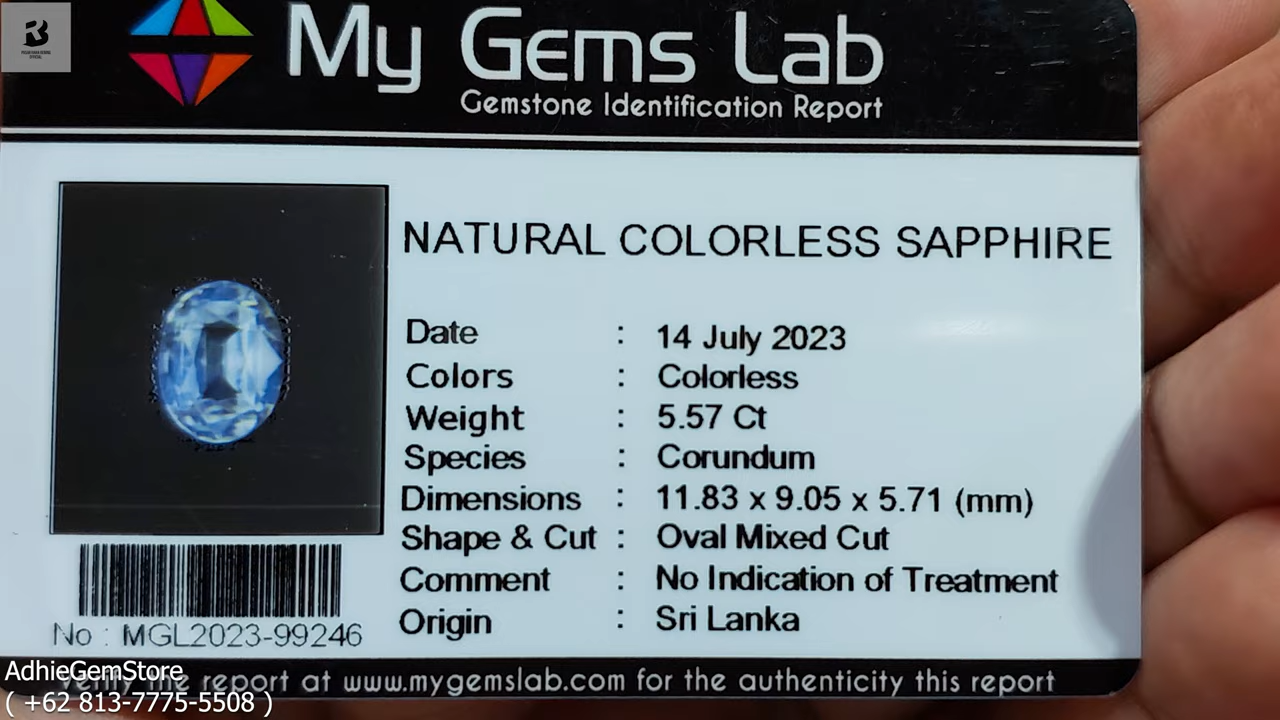 My Gems Lab
Gemstone Identification Report
NATURAL COLORLESS SAPPHIRE
Date : 14 July 2023
Colors : Colorless
Weight : 5.57 Ct
Species : Corundum
Dimensions : 11.83 x 9.05 x 5.71 (mm)
Shape & Cut : Oval Mixed Cut
Comment : No Indication of Treatment
Origin : Sri Lanka
No : MGL2023-99246
verify the report at www.mygemslab.com for the authenticity this report
AdhieGemStore
( +62 813-7775-5508 )